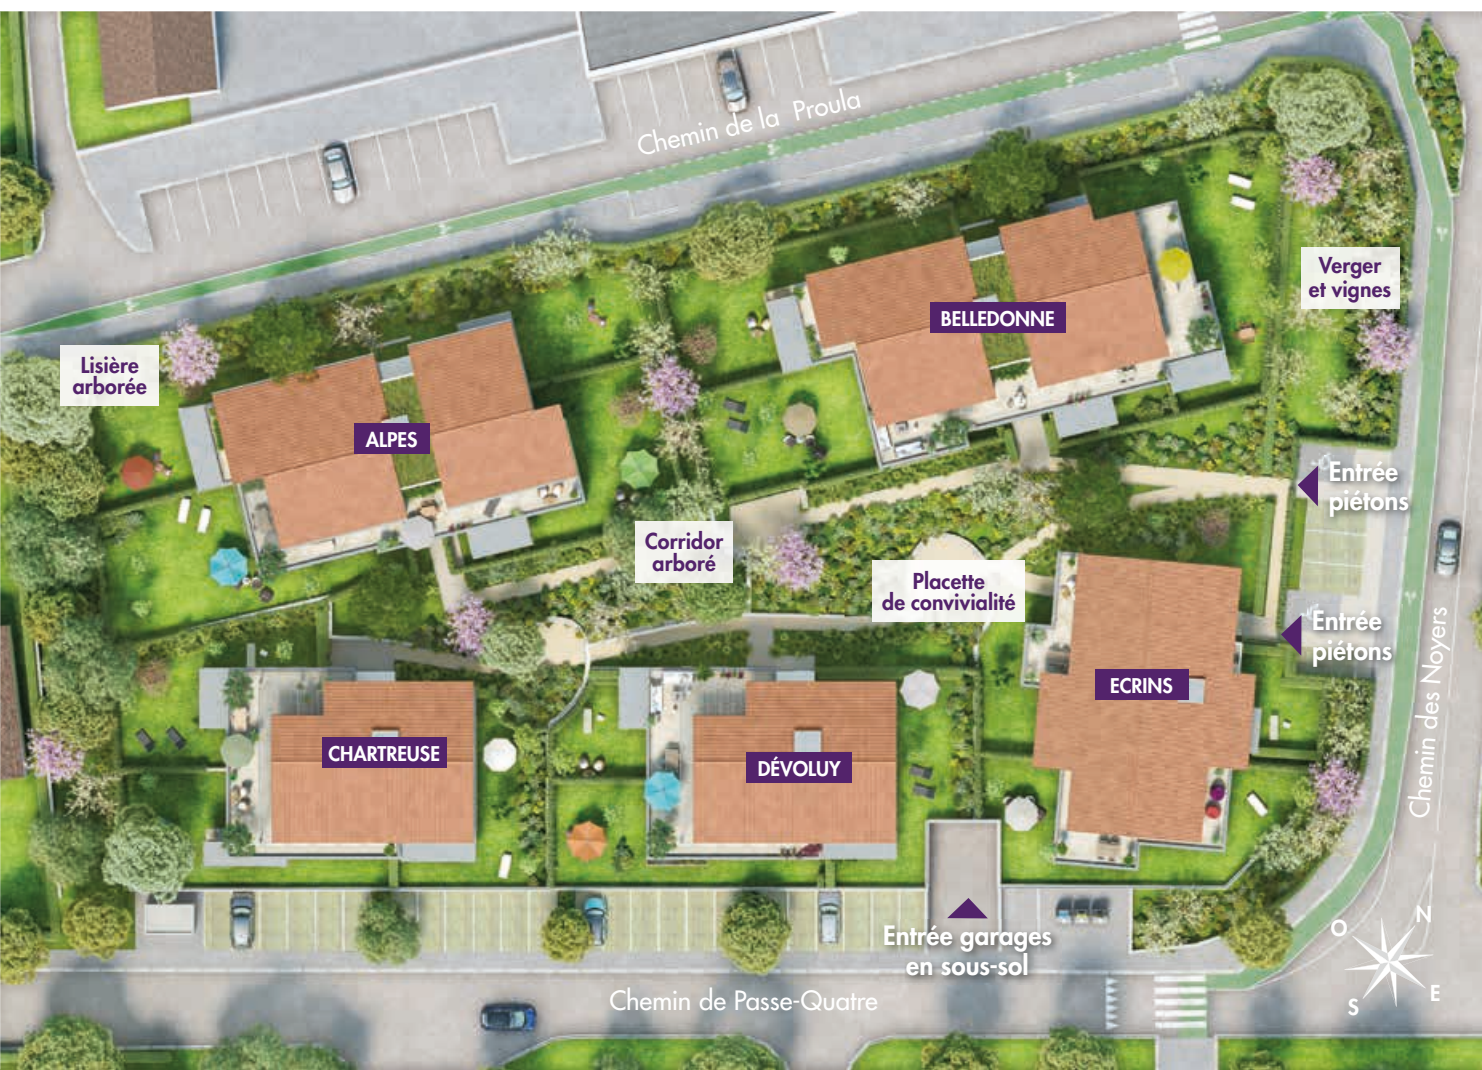 Chemin de la Proula
Verger
et vignes
BELLEDONNE
Lisière
arborée
ALPES
Entrée
piétons
Corridor
arboré
Placette
de convivialité
Entrée
piétons
ECRINS
Chemin des Noyers
CHARTREUSE
DÉVOLUY
Entrée garages
en sous-sol
Chemin de Passe-Quatre
O
N
S
E